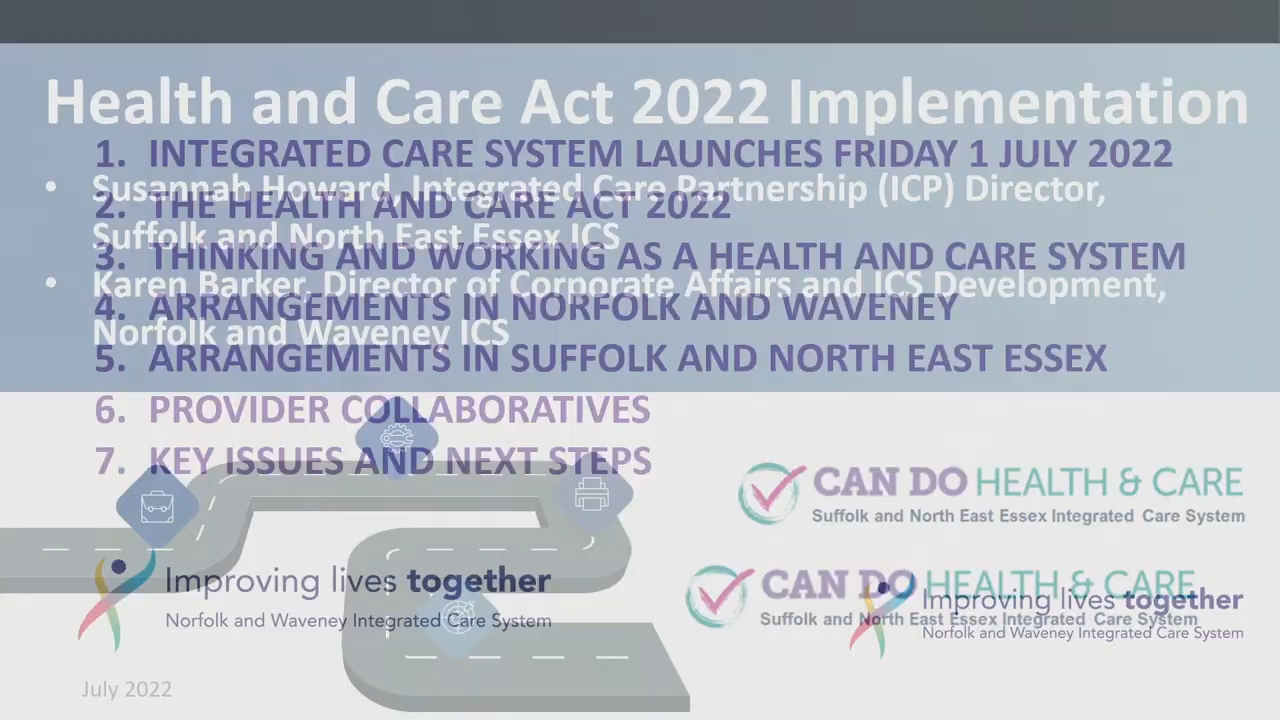 Health and Care Act 2022 Implementation
1. INTEGRATED CARE SYSTEM LAUNCHES FRIDAY 1 JULY 2022
• Susannah Howard, Integrated Care Partnership (ICP) Director,
2. THE HEALTH AND CARE ACT 2022
Suffolk and North East Essex ICS
3. THINKING AND WORKING AS A HEALTH AND CARE SYSTEM
• Karen Barker, Director of Corporate Affairs and ICS Development,
4. ARRANGEMENTS IN NORFOLK AND WAVENEY
Norfolk and Waveney ICS
5. ARRANGEMENTS IN SUFFOLK AND NORTH EAST ESSEX
6. PROVIDER COLLABORATIVES
7. KEY ISSUES AND NEXT STEPS
CAN DO HEALTH & CARE
Suffolk and North East Essex Integrated Care System
Improving lives together
Norfolk and Waveney Integrated Care System
CAN DO HEALTH & CARE
Suffolk and North East Essex Integrated Care System
Improving lives together
Norfolk and Waveney Integrated Care System
July 2022